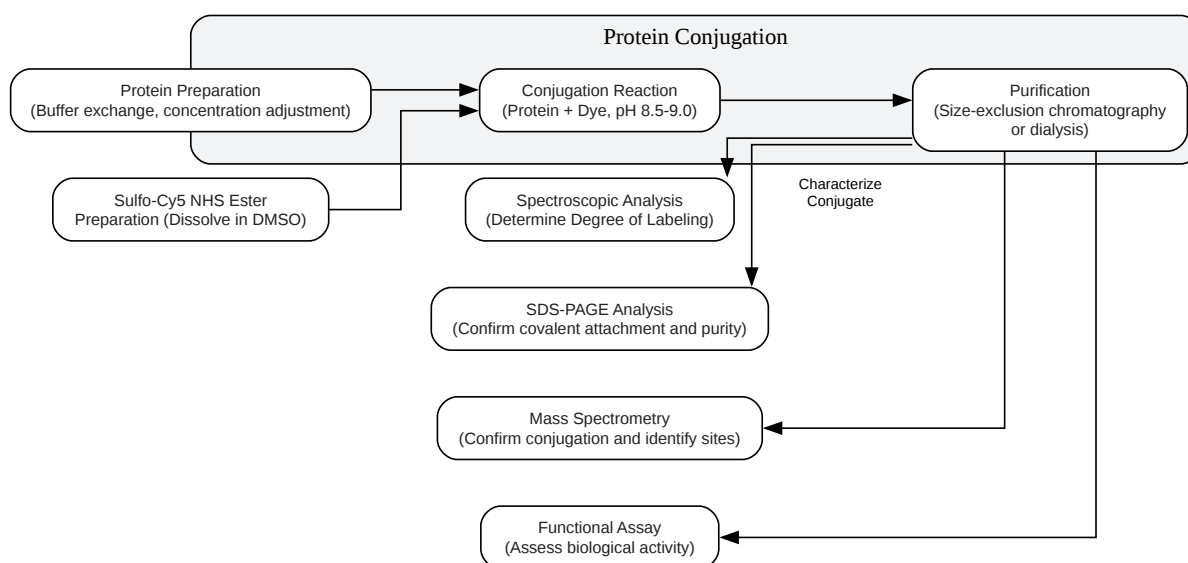 Protein Conjugation
Protein Preparation
(Buffer exchange, concentration adjustment)
Conjugation Reaction
(Protein + Dye, pH 8.5-9.0)
Purification
(Size-exclusion chromatography
or dialysis)
Sulfo-Cy5 NHS Ester
Preparation (Dissolve in DMSO)
Spectroscopic Analysis
(Determine Degree of Labeling)
Characterize
Conjugate
SDS-PAGE Analysis
(Confirm covalent attachment and purity)
Mass Spectrometry
(Confirm conjugation and identify sites)
Functional Assay
(Assess biological activity)